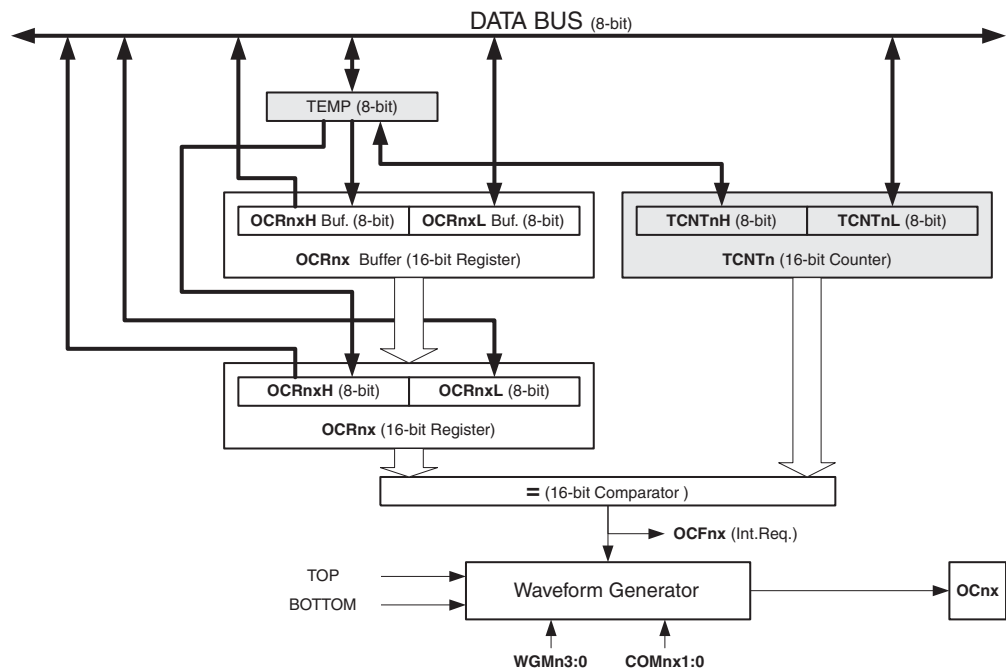 DATA BUS (8-bit)
TEMP (8-bit)
OCRnxH Buf. (8-bit) OCRnxL Buf. (8-bit)
OCRnx Buffer (16-bit Register)
TCNTnH (8-bit) TCNTnL (8-bit)
TCNTn (16-bit Counter)
OCRnxH (8-bit) OCRnxL (8-bit)
OCRnx (16-bit Register)
= (16-bit Comparator )
OCFnx (Int.Req.)
TOP
BOTTOM
Waveform Generator
OCnx
WGMn3:0 COMnx1:0